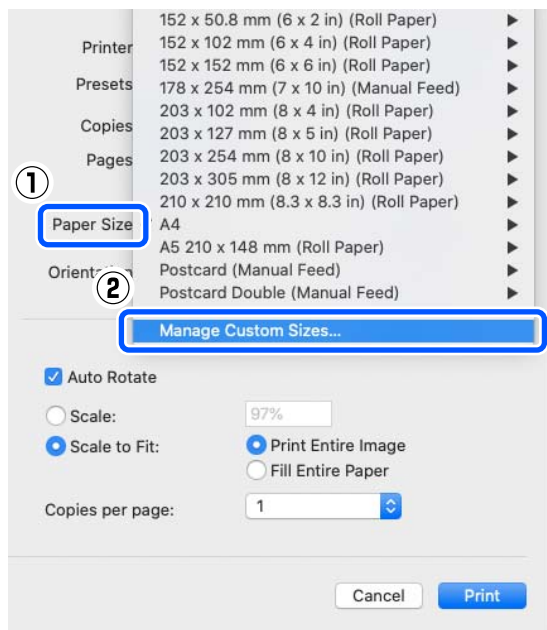 152 x 50.8 mm (6 x 2 in) (Roll Paper)
Printer 152 x 102 mm (6 x 4 in) (Roll Paper)
152 x 152 mm (6 x 6 in) (Roll Paper)
Presets 178 x 254 mm (7 x 10 in) (Manual Feed)
203 x 102 mm (8 x 4 in) (Roll Paper)
Copies 203 x 127 mm (8 x 5 in) (Roll Paper)
Pages 203 x 254 mm (8 x 10 in) (Roll Paper)
① 203 x 305 mm (8 x 12 in) (Roll Paper)
210 x 210 mm (8.3 x 8.3 in) (Roll Paper)
Paper Size A4
A5 210 x 148 mm (Roll Paper)
Postcard (Manual Feed)
② Postcard Double (Manual Feed)
Manage Custom Sizes...
Auto Rotate
Scale: 97%
Scale to Fit: Print Entire Image
Fill Entire Paper
Copies per page: 1
Cancel Print